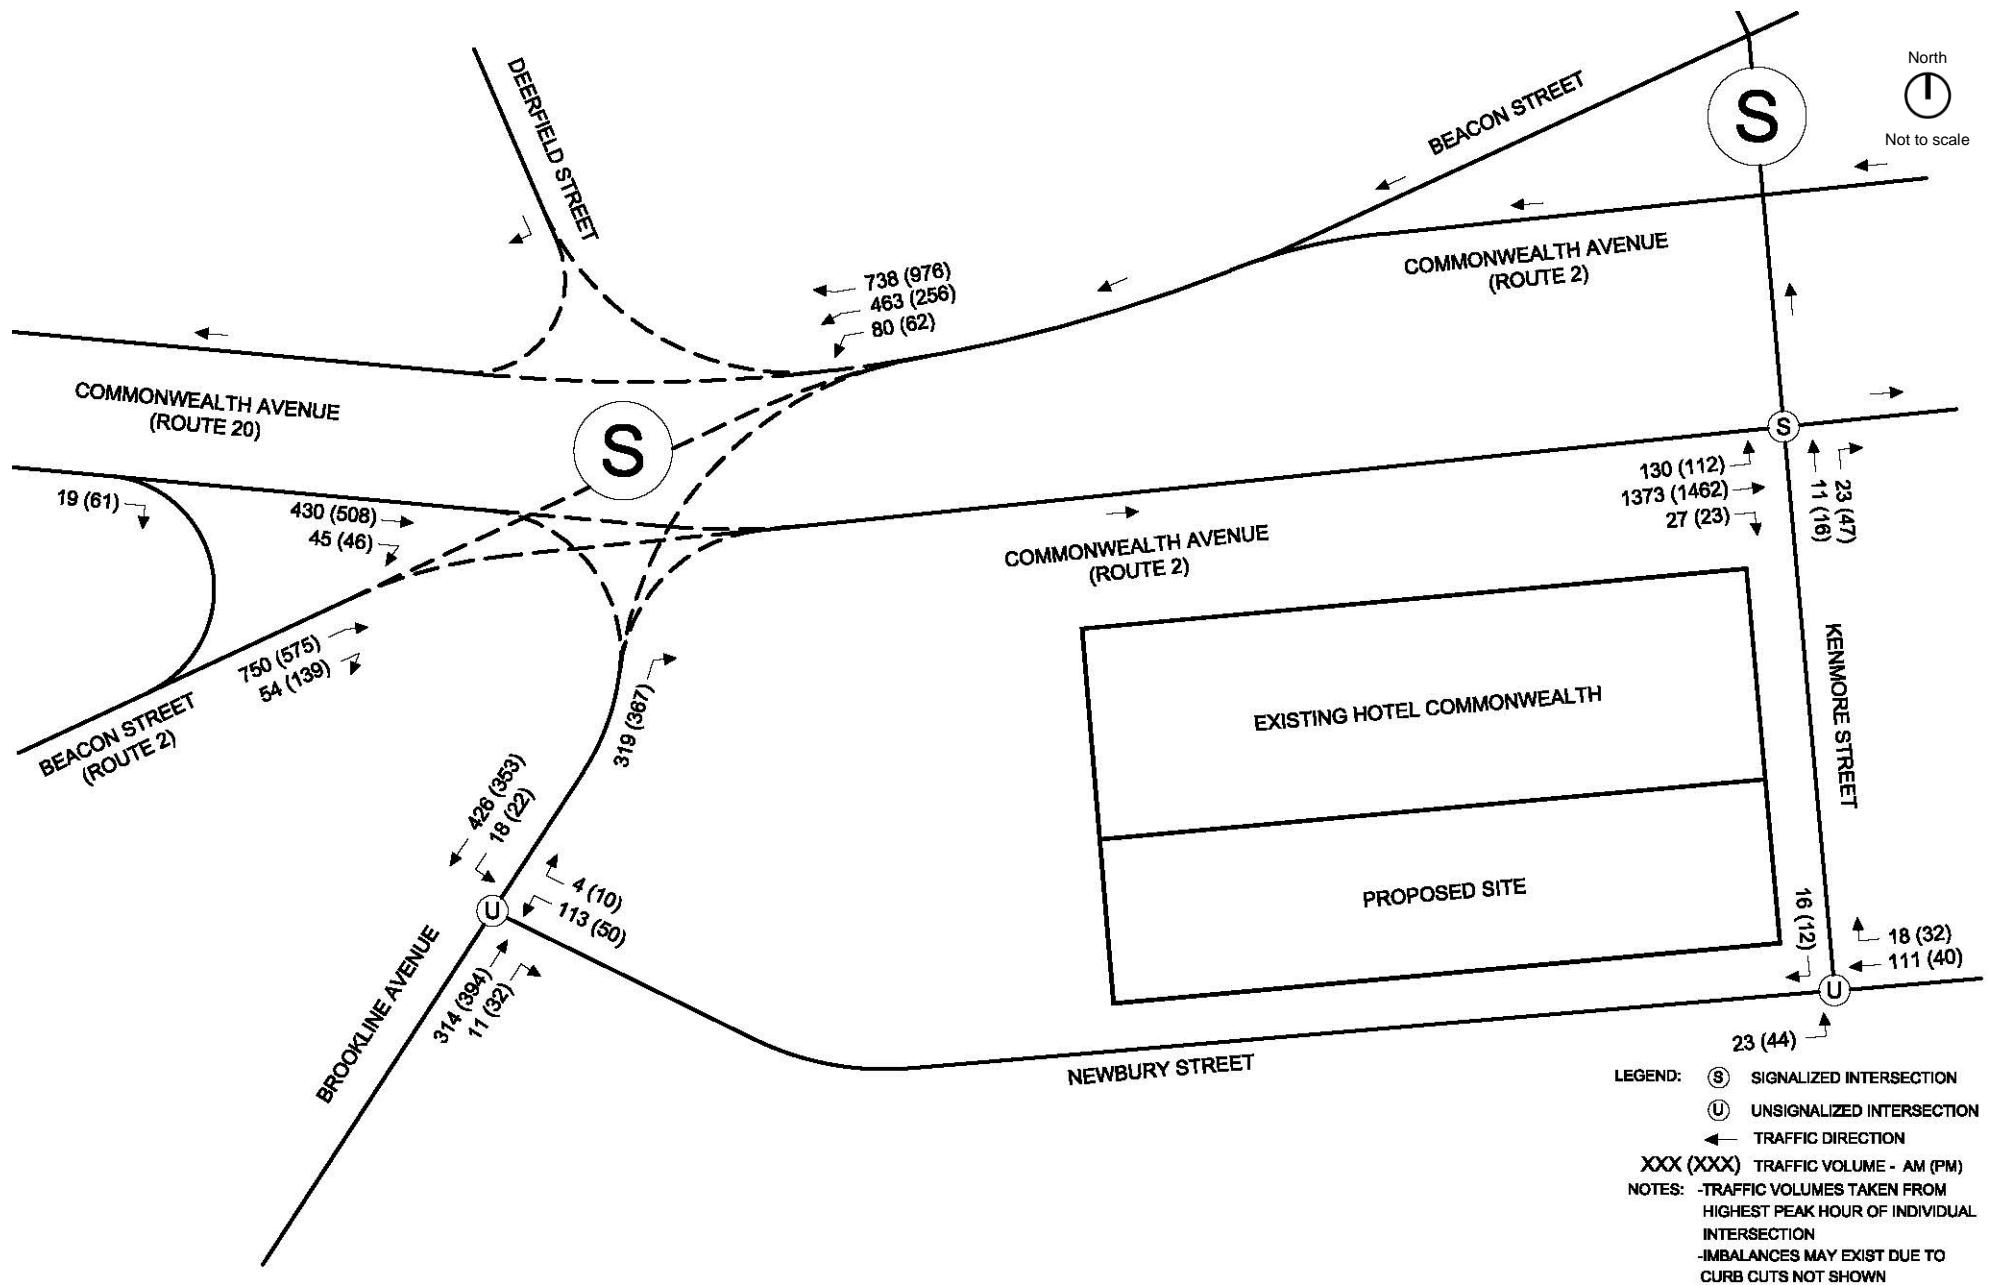 North
Not to scale
DEERFIELD STREET
BEACON STREET
S
COMMONWEALTH AVENUE
(ROUTE 2)
738 (976)
463 (256)
80 (62)
COMMONWEALTH AVENUE
(ROUTE 20)
S
S
19 (61)
430 (508)
45 (46)
130 (112)
1373 (1462)
27 (23)
11 (16)
23 (47)
COMMONWEALTH AVENUE
(ROUTE 2)
750 (575)
54 (139)
BEACON STREET
(ROUTE 2)
319 (367)
EXISTING HOTEL COMMONWEALTH
KENMORE STREET
426 (353)
18 (22)
PROPOSED SITE
4 (10)
113 (50)
U
16 (12)
18 (32)
111 (40)
U
BROOKLINE AVENUE
314 (394)
11 (32)
23 (44)
NEWBURY STREET
LEGEND: S SIGNALIZED INTERSECTION
U UNSIGNALIZED INTERSECTION
TRAFFIC DIRECTION
XXX (XXX) TRAFFIC VOLUME - AM (PM)
NOTES: -TRAFFIC VOLUMES TAKEN FROM
HIGHEST PEAK HOUR OF INDIVIDUAL
INTERSECTION
-IMBALANCES MAY EXIST DUE TO
CURB CUTS NOT SHOWN